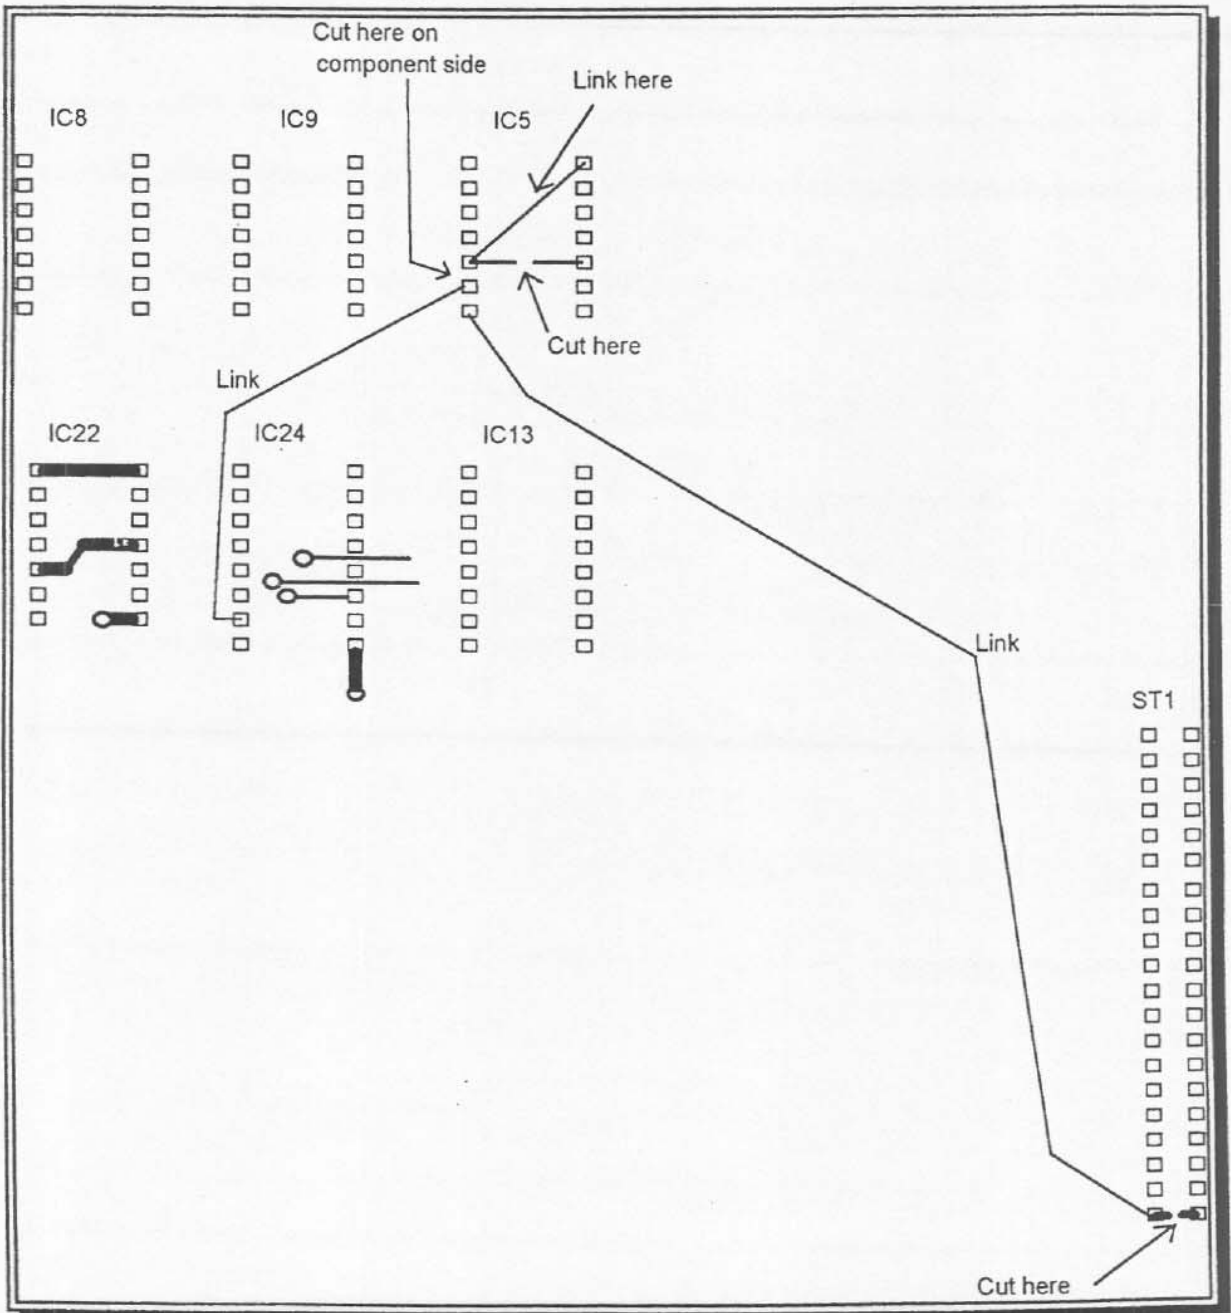 Cut here on
component side
Link here
IC8
IC9
IC5
Cut here
Link
IC22
IC24
IC13
Link
ST1
Cut here